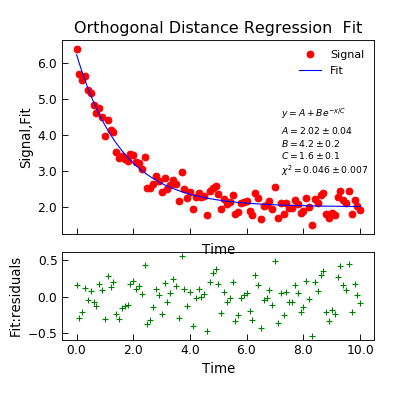 Orthogonal Distance Regression  Fit
Signal,Fit
6.0
5.0
4.0
3.0
2.0
Signal
Fit
y = A + Be^{-x/C}
A = 2.02 ± 0.04
B = 4.2 ± 0.2
C = 1.6 ± 0.1
χ² = 0.046 ± 0.007
Time
Fit:residuals
0.5
0.0
−0.5
0.0 2.0 4.0 6.0 8.0 10.0
Time